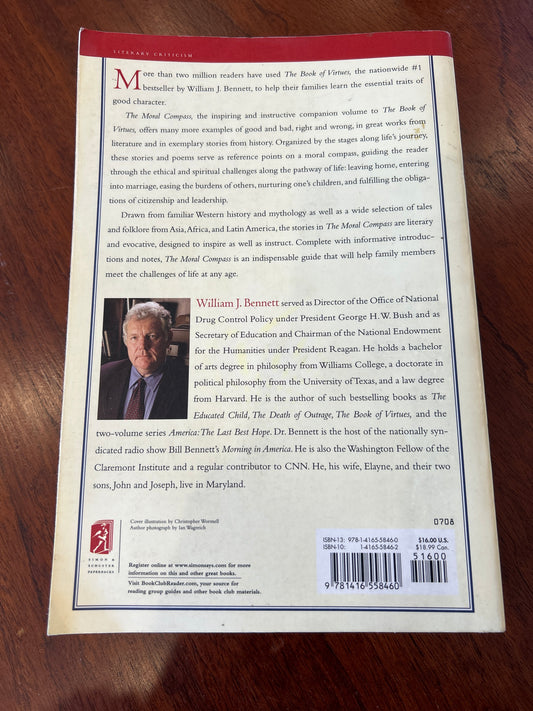 LITERARY CRITICISM
More than two million readers have used The Book of Virtues, the nationwide #1
bestseller by William J. Bennett, to help their families learn the essential traits of
good character.
The Moral Compass, the inspiring and instructive companion volume to The Book of
Virtues, offers many more examples of good and bad, right and wrong, in great works from
literature and in exemplary stories from history. Organized by the stages along life's journey,
these stories and poems serve as reference points on a moral compass, guiding the reader
through the ethical and spiritual challenges along the pathway of life: leaving home, entering
into marriage, easing the burdens of others, nurturing one's children, and fulfilling the obliga-
tions of citizenship and leadership.
Drawn from familiar Western history and mythology as well as a wide selection of tales
and folklore from Asia, Africa, and Latin America, the stories in The Moral Compass are literary
and evocative, designed to inspire as well as instruct. Complete with informative introduc-
tions and notes, The Moral Compass is an indispensable guide that will help family members
meet the challenges of life at any age.
William J. Bennett served as Director of the Office of National
Drug Control Policy under President George H. W. Bush and as
Secretary of Education and Chairman of the National Endowment
for the Humanities under President Reagan. He holds a bachelor
of arts degree in philosophy from Williams College, a doctorate in
political philosophy from the University of Texas, and a law degree
from Harvard. He is the author of such bestselling books as The
Educated Child, The Death of Outrage, The Book of Virtues, and the
two-volume series America: The Last Best Hope. Dr. Bennett is the host of the nationally syn-
dicated radio show Bill Bennett's Morning in America. He is also the Washington Fellow of the
Claremont Institute and a regular contributor to CNN. He, his wife, Elayne, and their two
sons, John and Joseph, live in Maryland.
0708
Cover illustration by Christopher Wormell
Author photograph by Ian Wagreich
SIMON &
SCHUSTER
PAPERBACKS
Register online at www.simonsays.com for more
information on this and other great books.
Visit BookClubReader.com, your source for
reading group guides and other book club materials.
ISBN-13: 978-1-4165-5846-0
ISBN-10: 1-4165-5846-2
$16.00 U.S.
$18.99 Can.
51600
9 781416 558460